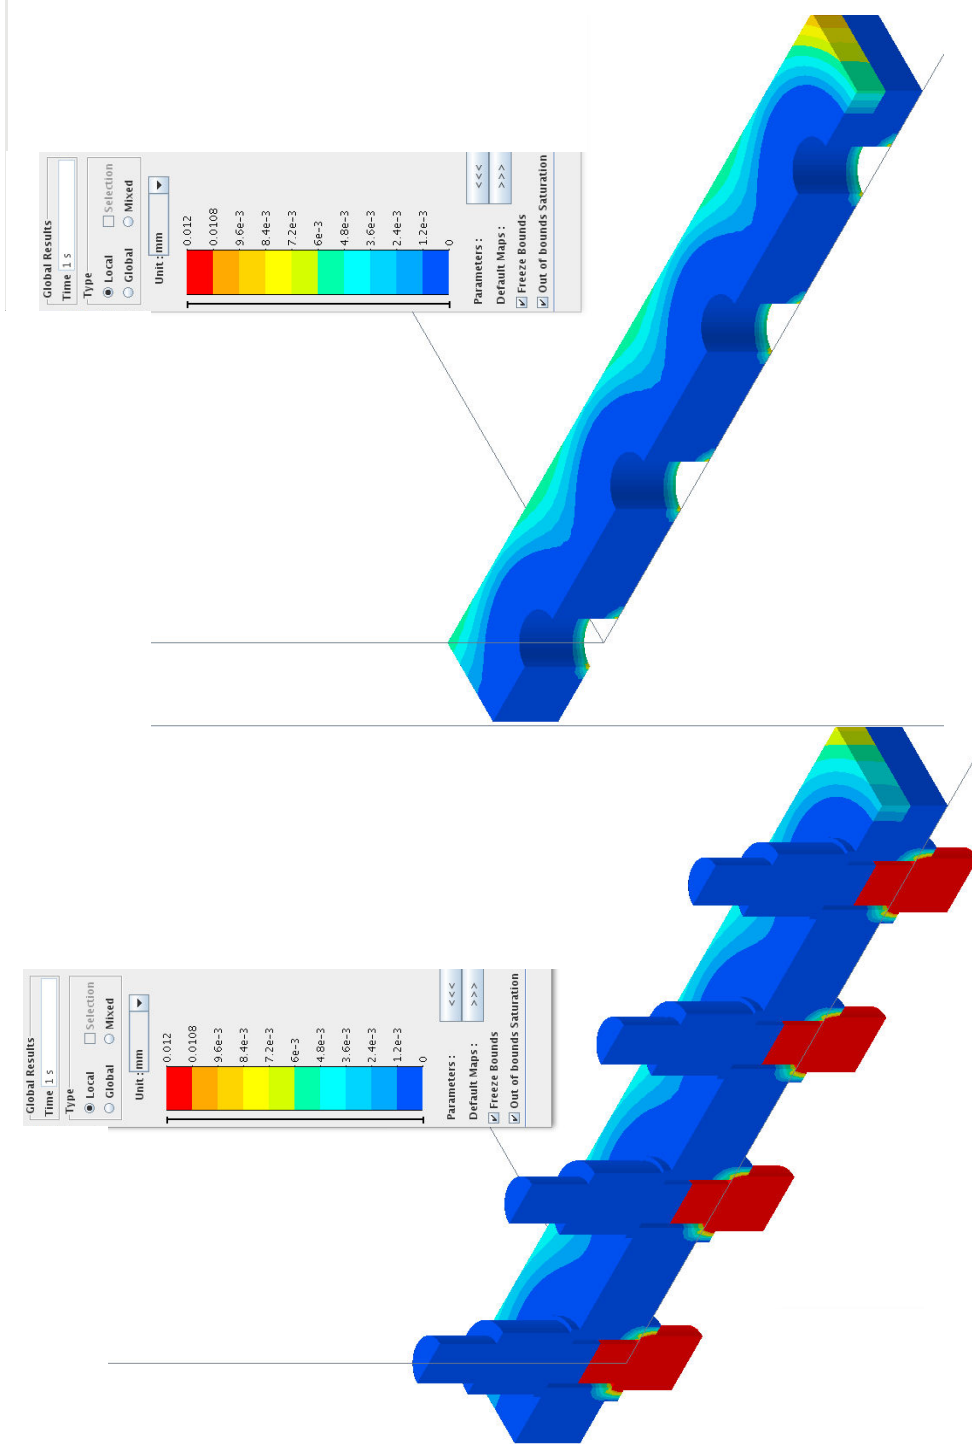 Global Results
Time 1 s
Type
Local Selection
Global Mixed
Unit : mm
0.012
0.0108
9.6e-3
8.4e-3
7.2e-3
6e-3
4.8e-3
3.6e-3
2.4e-3
1.2e-3
0
Parameters : <<<
Default Maps : >>>
Freeze Bounds
Out of bounds Saturation
Global Results
Time 1 s
Type
Local Selection
Global Mixed
Unit : mm
0.012
0.0108
9.6e-3
8.4e-3
7.2e-3
6e-3
4.8e-3
3.6e-3
2.4e-3
1.2e-3
0
Parameters : <<<
Default Maps : >>>
Freeze Bounds
Out of bounds Saturation